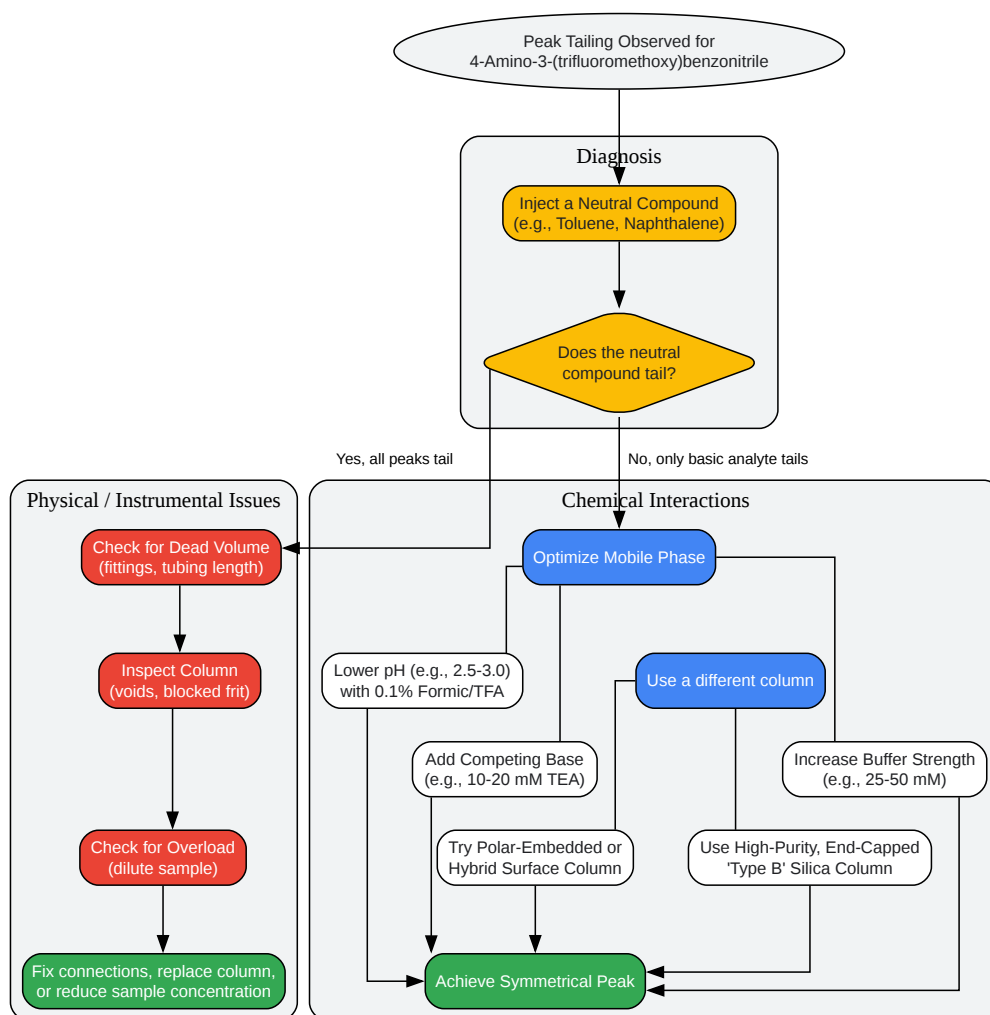 Peak Tailing Observed for
4-Amino-3-(trifluoromethoxy)benzonitrile
Diagnosis
Inject a Neutral Compound
(e.g., Toluene, Naphthalene)
Does the neutral
compound tail?
Yes, all peaks tail
No, only basic analyte tails
Physical / Instrumental Issues
Chemical Interactions
Check for Dead Volume
(fittings, tubing length)
Optimize Mobile Phase
Inspect Column
(voids, blocked frit)
Lower pH (e.g., 2.5-3.0)
with 0.1% Formic/TFA
Use a different column
Add Competing Base
(e.g., 10-20 mM TEA)
Increase Buffer Strength
(e.g., 25-50 mM)
Check for Overload
(dilute sample)
Try Polar-Embedded or
Hybrid Surface Column
Use High-Purity, End-Capped
'Type B' Silica Column
Fix connections, replace column,
or reduce sample concentration
Achieve Symmetrical Peak